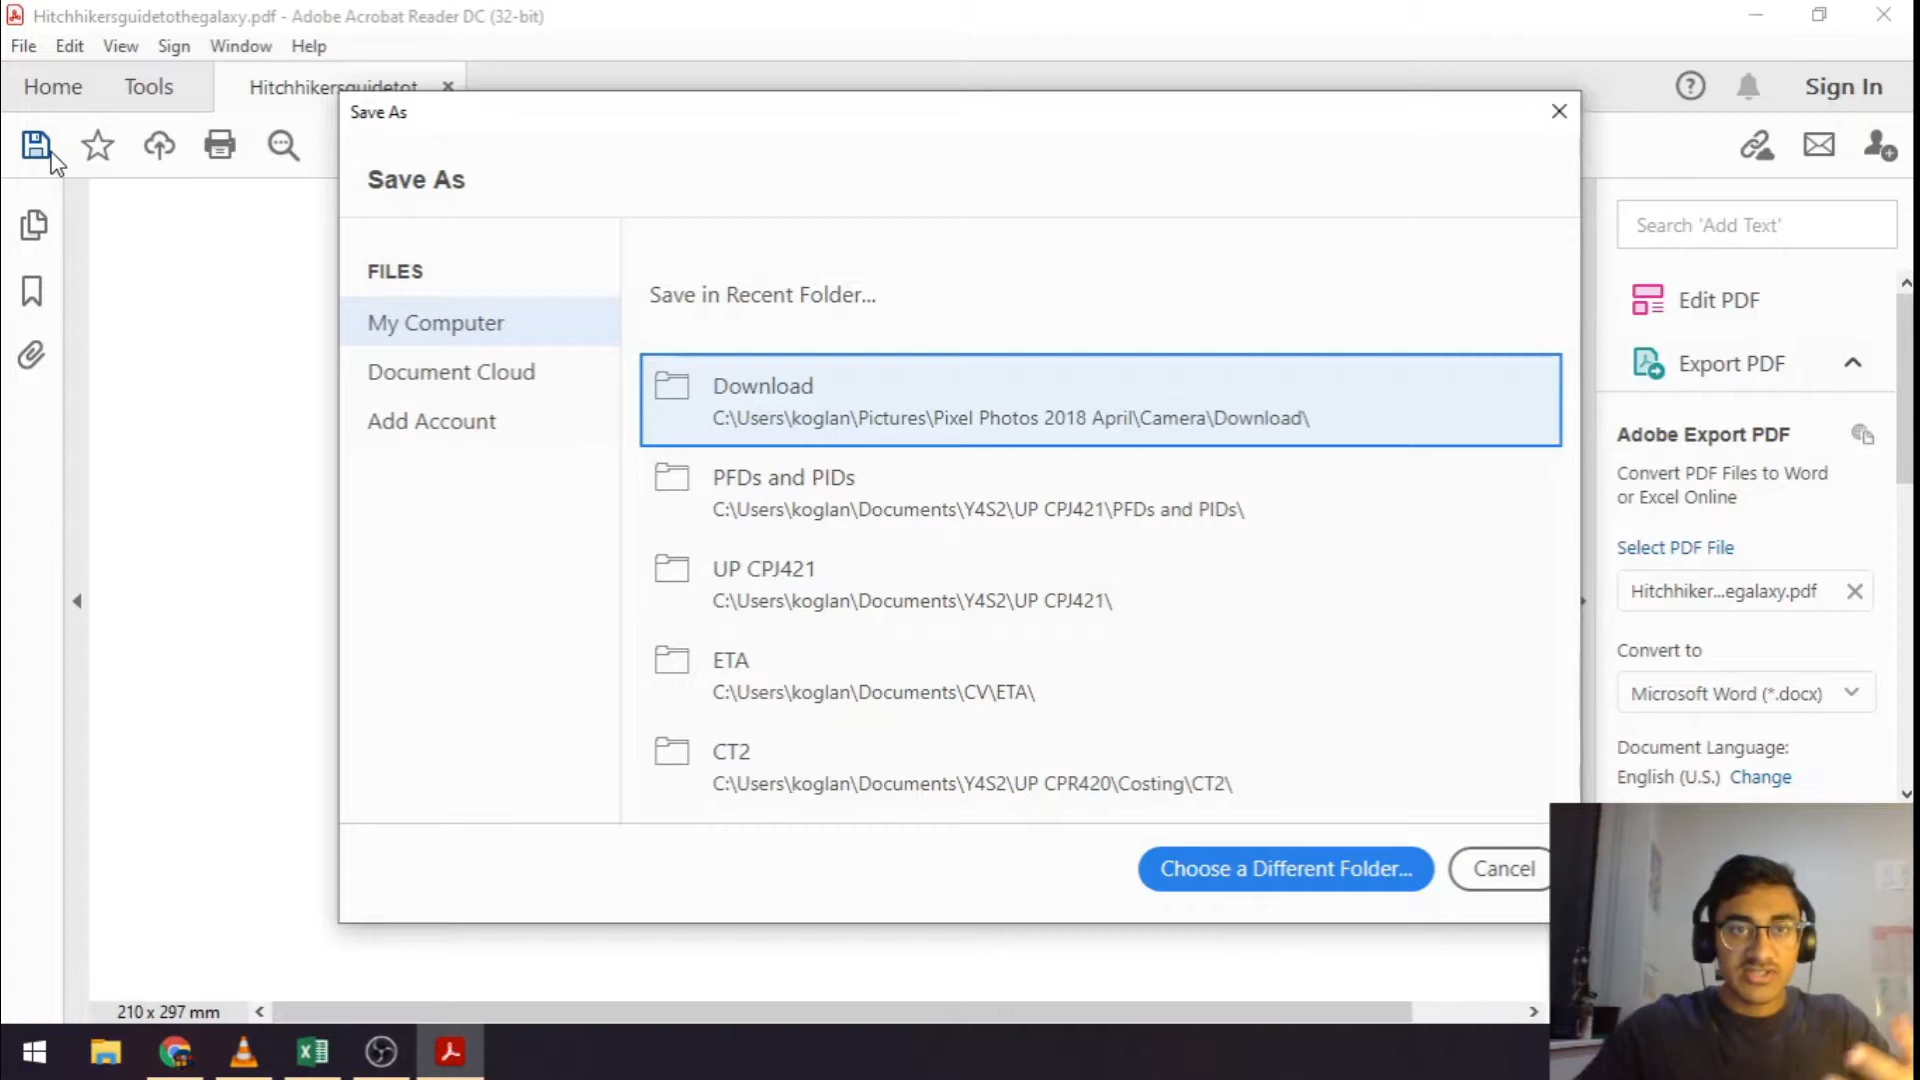 Hitchhikersguidetothegalaxy.pdf - Adobe Acrobat Reader DC (32-bit)
File Edit View Sign Window Help
Home Tools Hitchhikersguidetot... Sign In
Save As
Save As
FILES
My Computer
Document Cloud
Add Account
Save in Recent Folder...
Download
C:\Users\koglan\Pictures\Pixel Photos 2018 April\Camera\Download\
PFDs and PIDs
C:\Users\koglan\Documents\Y4S2\UP CPJ421\PFDs and PIDs\
UP CPJ421
C:\Users\koglan\Documents\Y4S2\UP CPJ421\
ETA
C:\Users\koglan\Documents\CV\ETA\
CT2
C:\Users\koglan\Documents\Y4S2\UP CPR420\Costing\CT2\
Choose a Different Folder... Cancel
Search 'Add Text'
Edit PDF
Export PDF
Adobe Export PDF
Convert PDF Files to Word
or Excel Online
Select PDF File
Hitchhiker...egalaxy.pdf
Convert to
Microsoft Word (*.docx)
Document Language:
English (U.S.) Change
210 x 297 mm